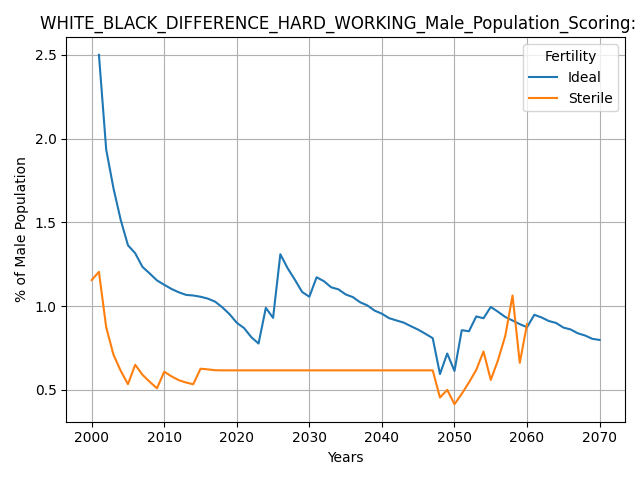 WHITE_BLACK_DIFFERENCE_HARD_WORKING_Male_Population_Scoring:
Fertility
Ideal
Sterile
% of Male Population
2.5
2.0
1.5
1.0
0.5
2000 2010 2020 2030 2040 2050 2060 2070
Years